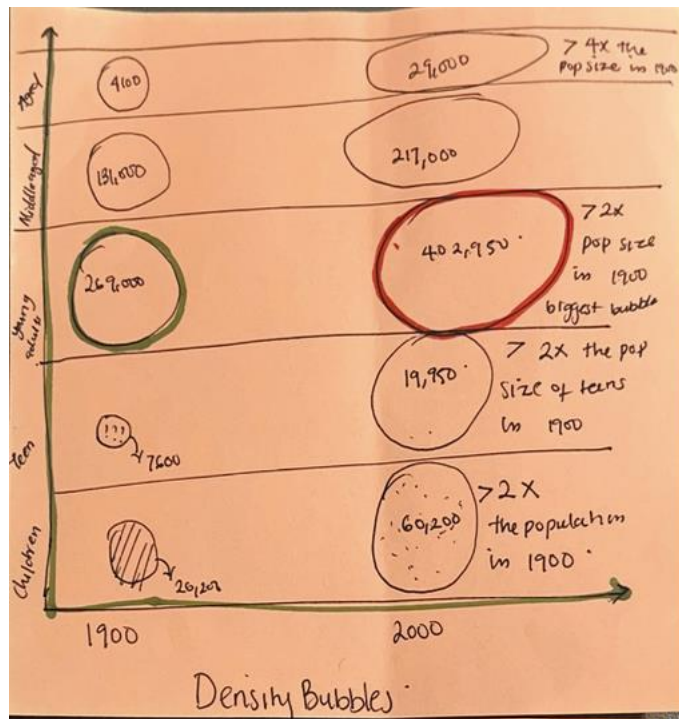 Aged
4100
29,000
> 4x the
pop size in 1900
Middleaged
131,000
217,000
Young
adults
269,000
402,950
> 2x
pop size
in 1900
biggest bubble
Teen
!!!
7600
19,950
> 2x the pop
size of teens
in 1900
Children
20,200
60,200
> 2x
the population
in 1900
1900
2000
Density Bubbles